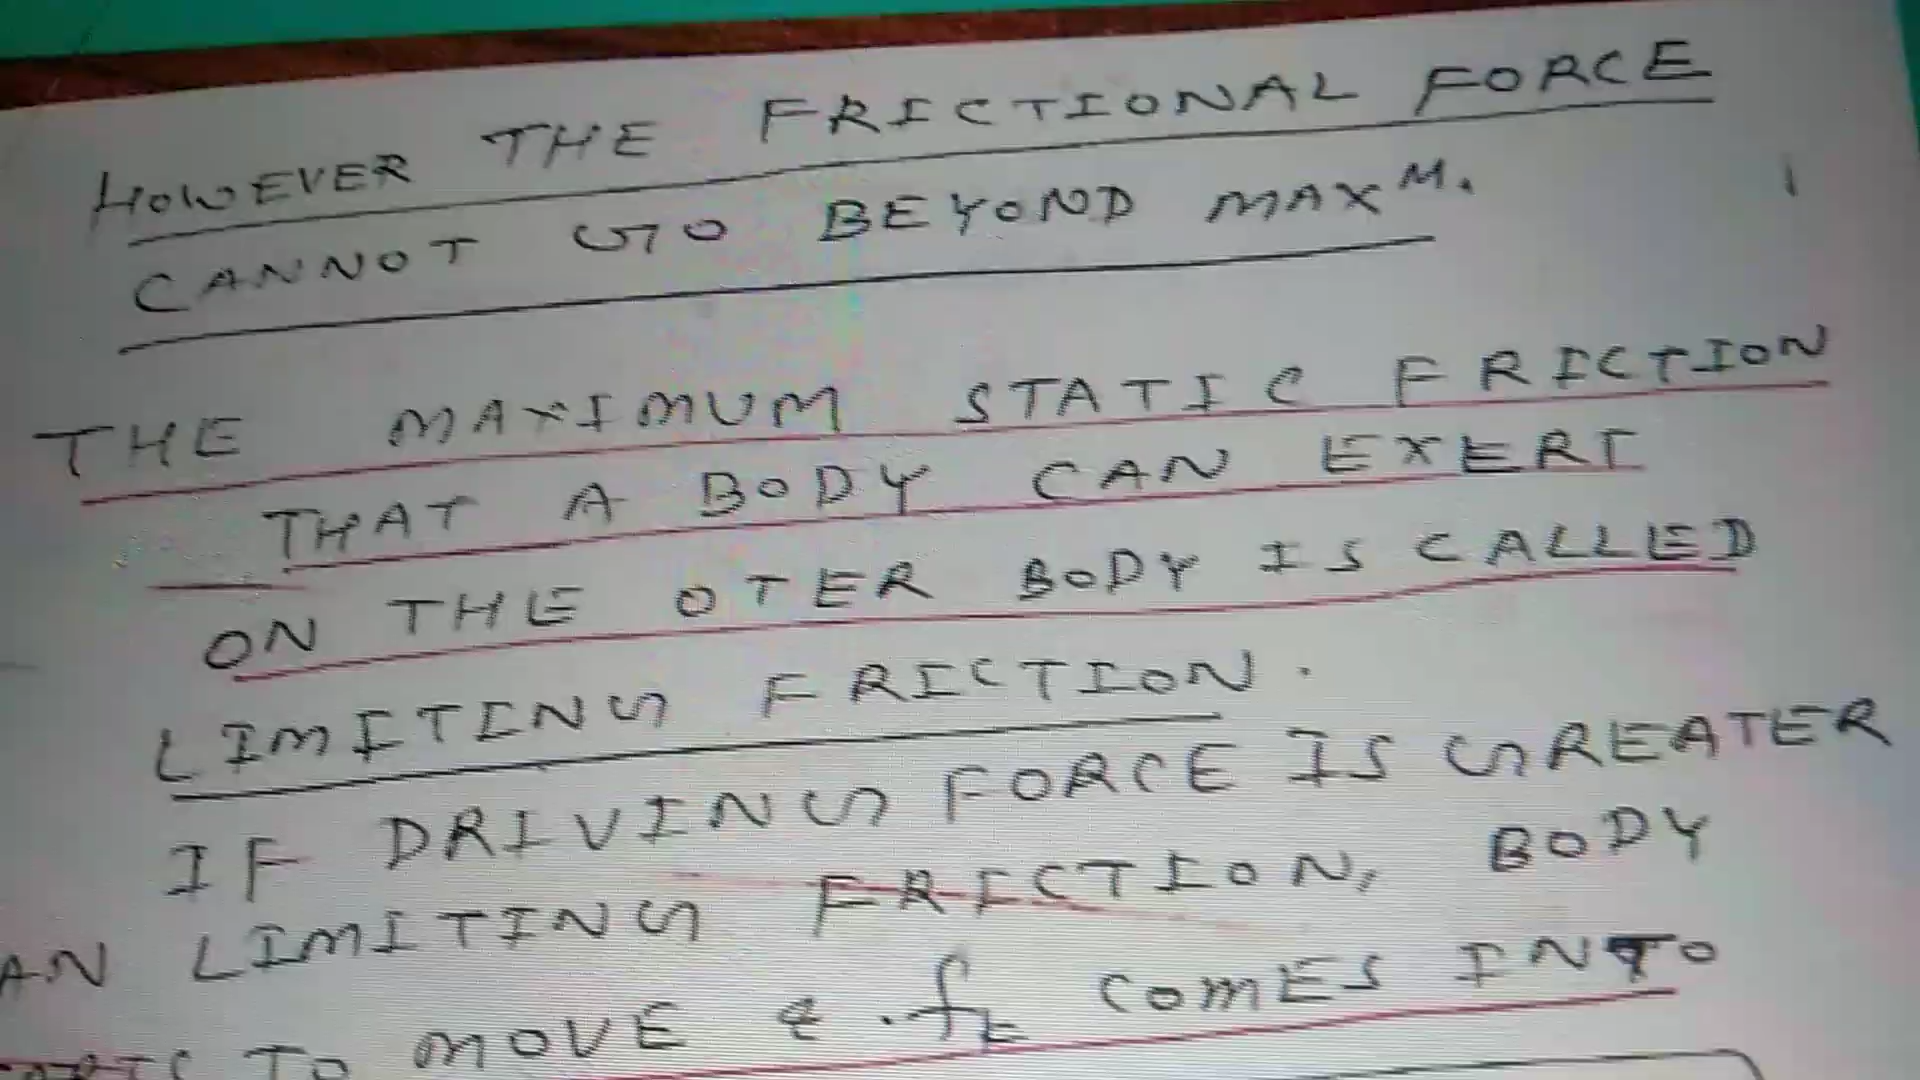 HOWEVER THE FRICTIONAL FORCE
CANNOT GO BEYOND MAXᴹ.
THE MAXIMUM STATIC FRICTION
THAT A BODY CAN EXERT
ON THE OTER BODY IS CALLED
LIMITING FRICTION.
IF DRIVING FORCE IS GREATER
AN LIMITING FRICTION, BODY
TO MOVE & fₖ COMES INTO